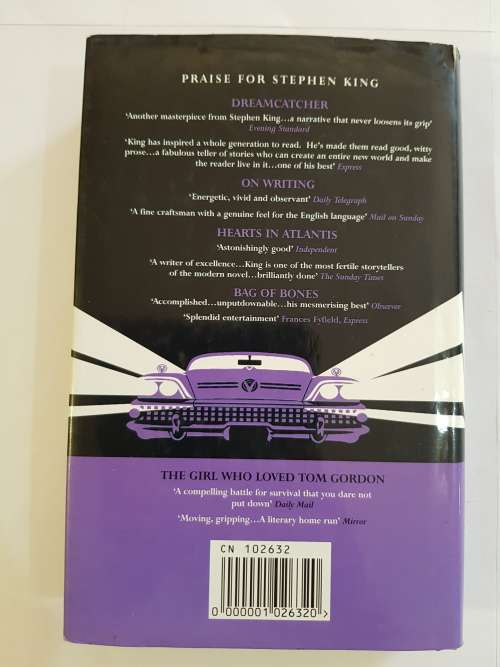 PRAISE FOR STEPHEN KING
DREAMCATCHER
'Another masterpiece from Stephen King...a narrative that never loosens its grip'
Evening Standard
'King has inspired a whole generation to read. He's made them read good, witty
prose...a fabulous teller of stories who can create an entire new world and make
the reader live in it...one of his best' Express
ON WRITING
'Energetic, vivid and observant' Daily Telegraph
'A fine craftsman with a genuine feel for the English language' Mail on Sunday
HEARTS IN ATLANTIS
'Astonishingly good' Independent
'A writer of excellence...King is one of the most fertile storytellers
of the modern novel...brilliantly done' The Sunday Times
BAG OF BONES
'Accomplished...unputdownable...his mesmerising best' Observer
'Splendid entertainment' Frances Fyfield, Express
THE GIRL WHO LOVED TOM GORDON
'A compelling battle for survival that you dare not
put down' Daily Mail
'Moving, gripping...A literary home run' Mirror
CN 102632
0 000001 026320 >